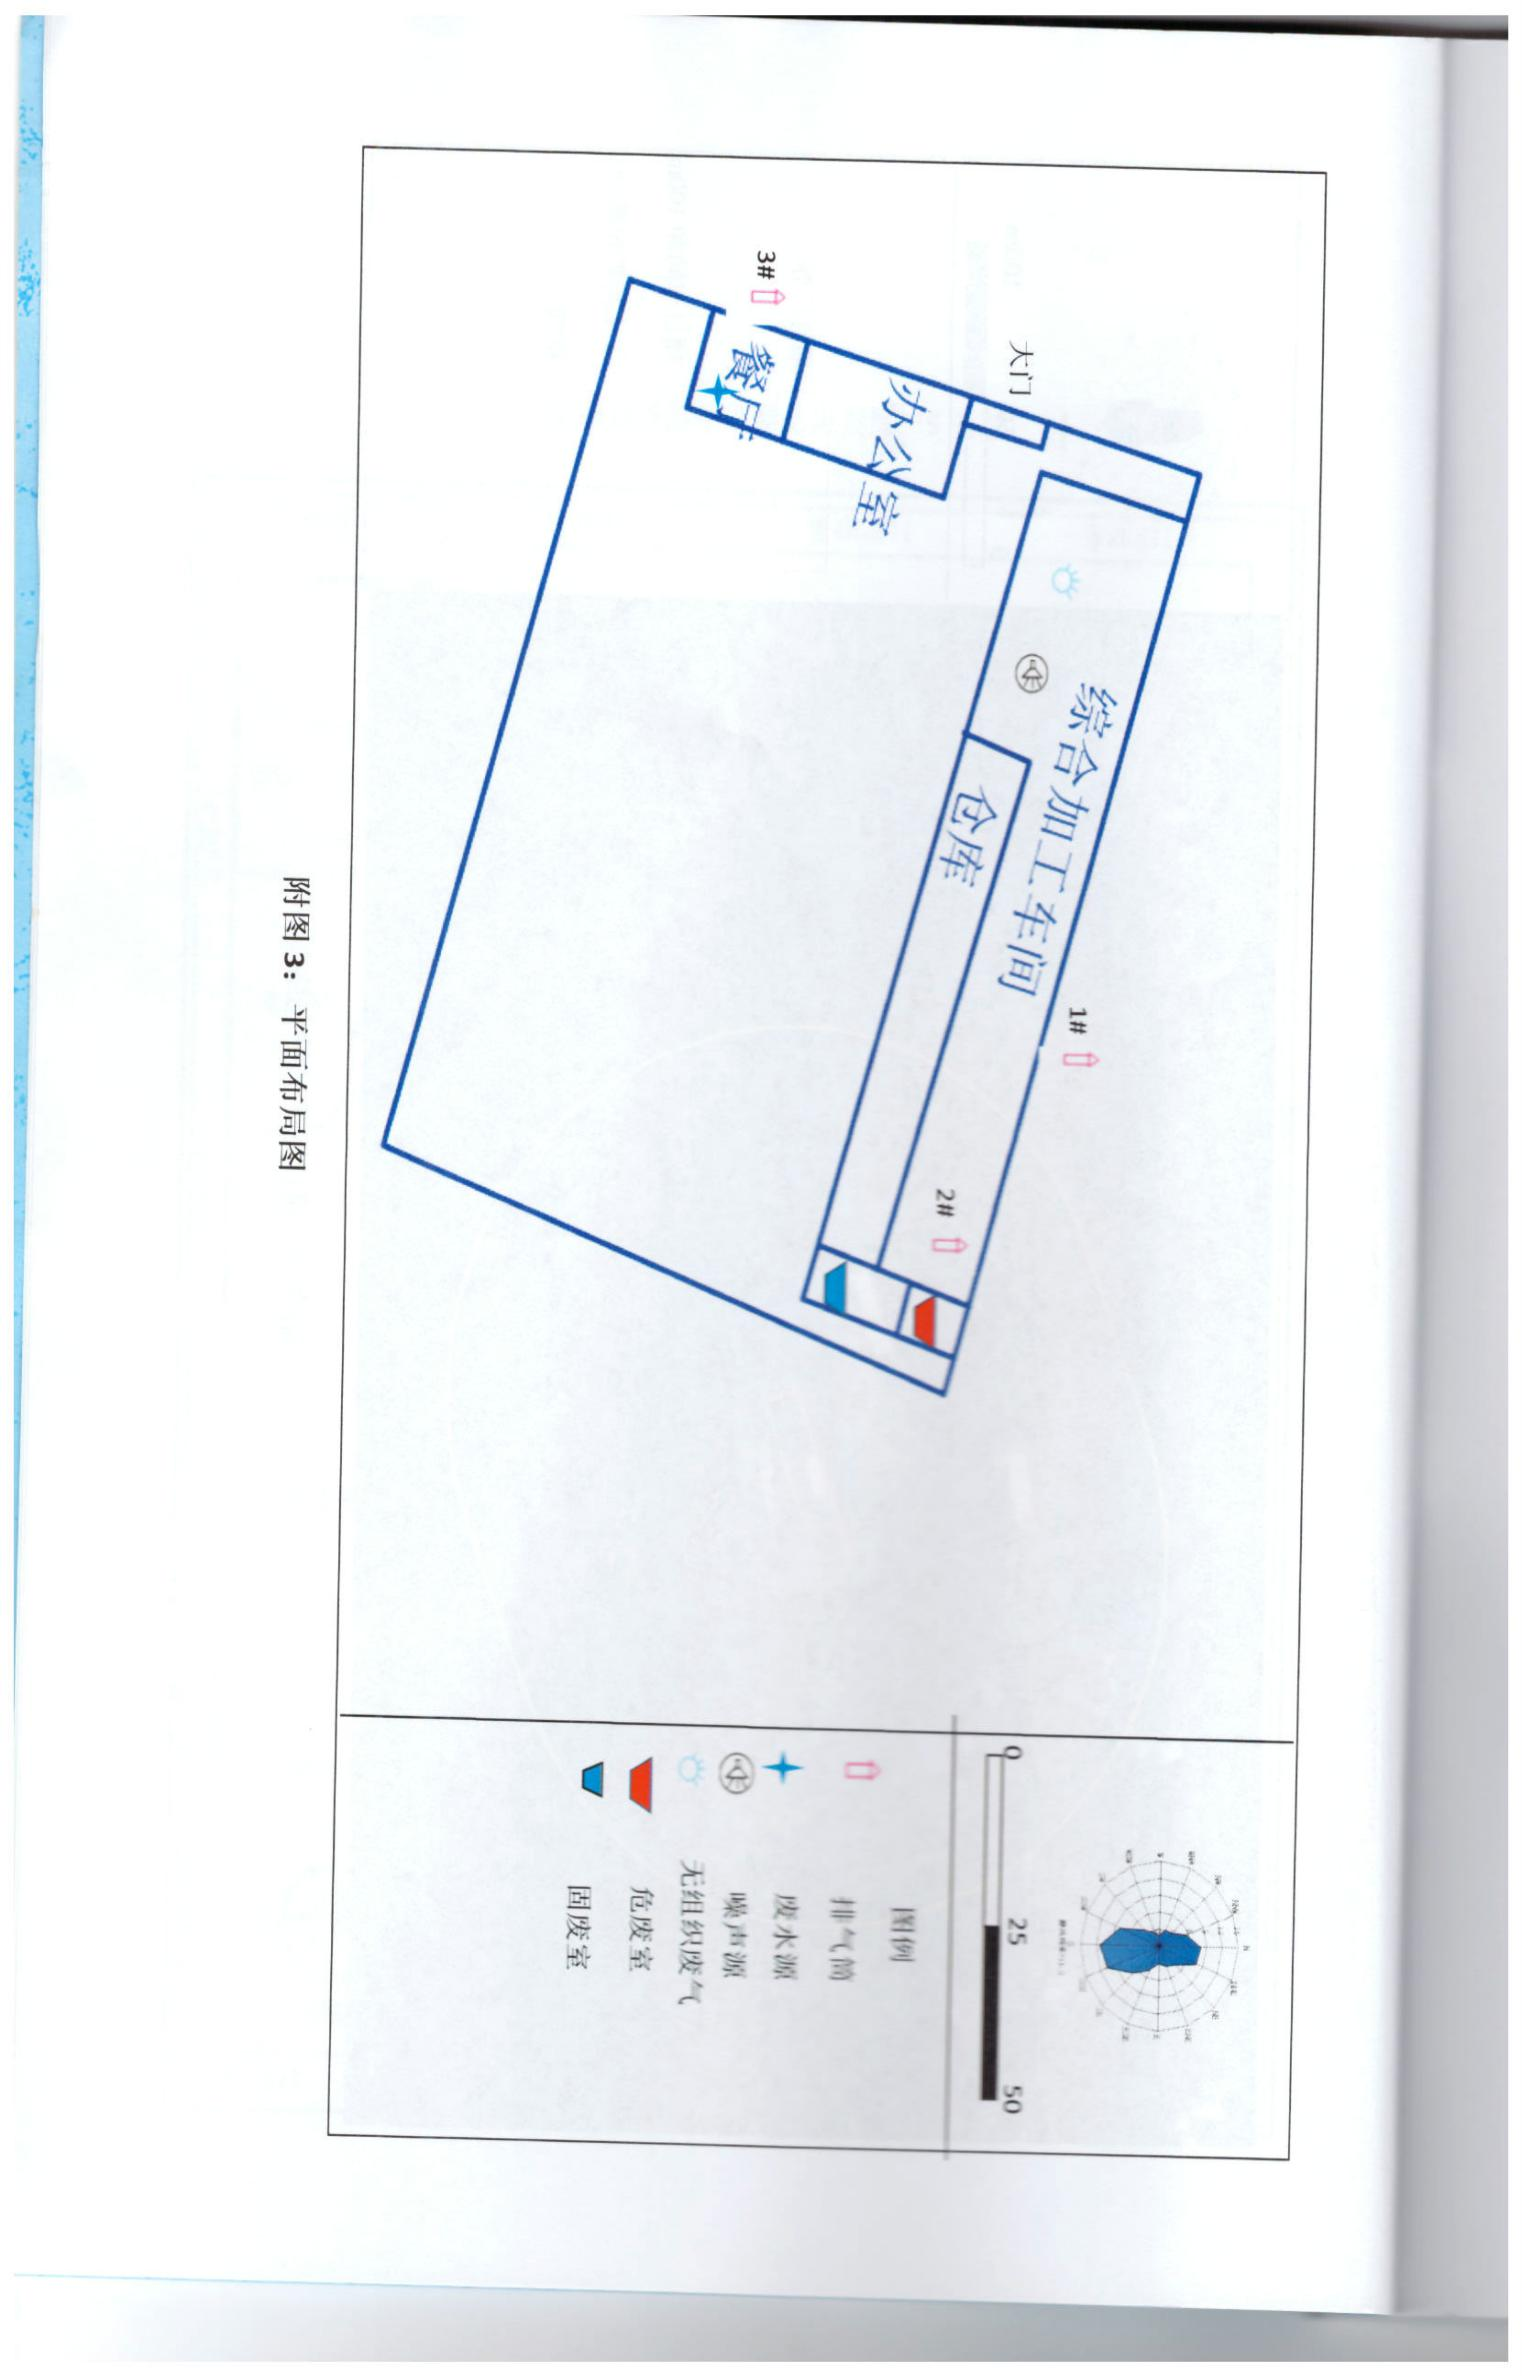 3#
大门
餐厅
办公室
综合加工车间
仓库
1#
2#
0 25 50
图例
排气筒
废水源
噪声源
无组织废气
危废室
固废室
附图 3：平面布局图